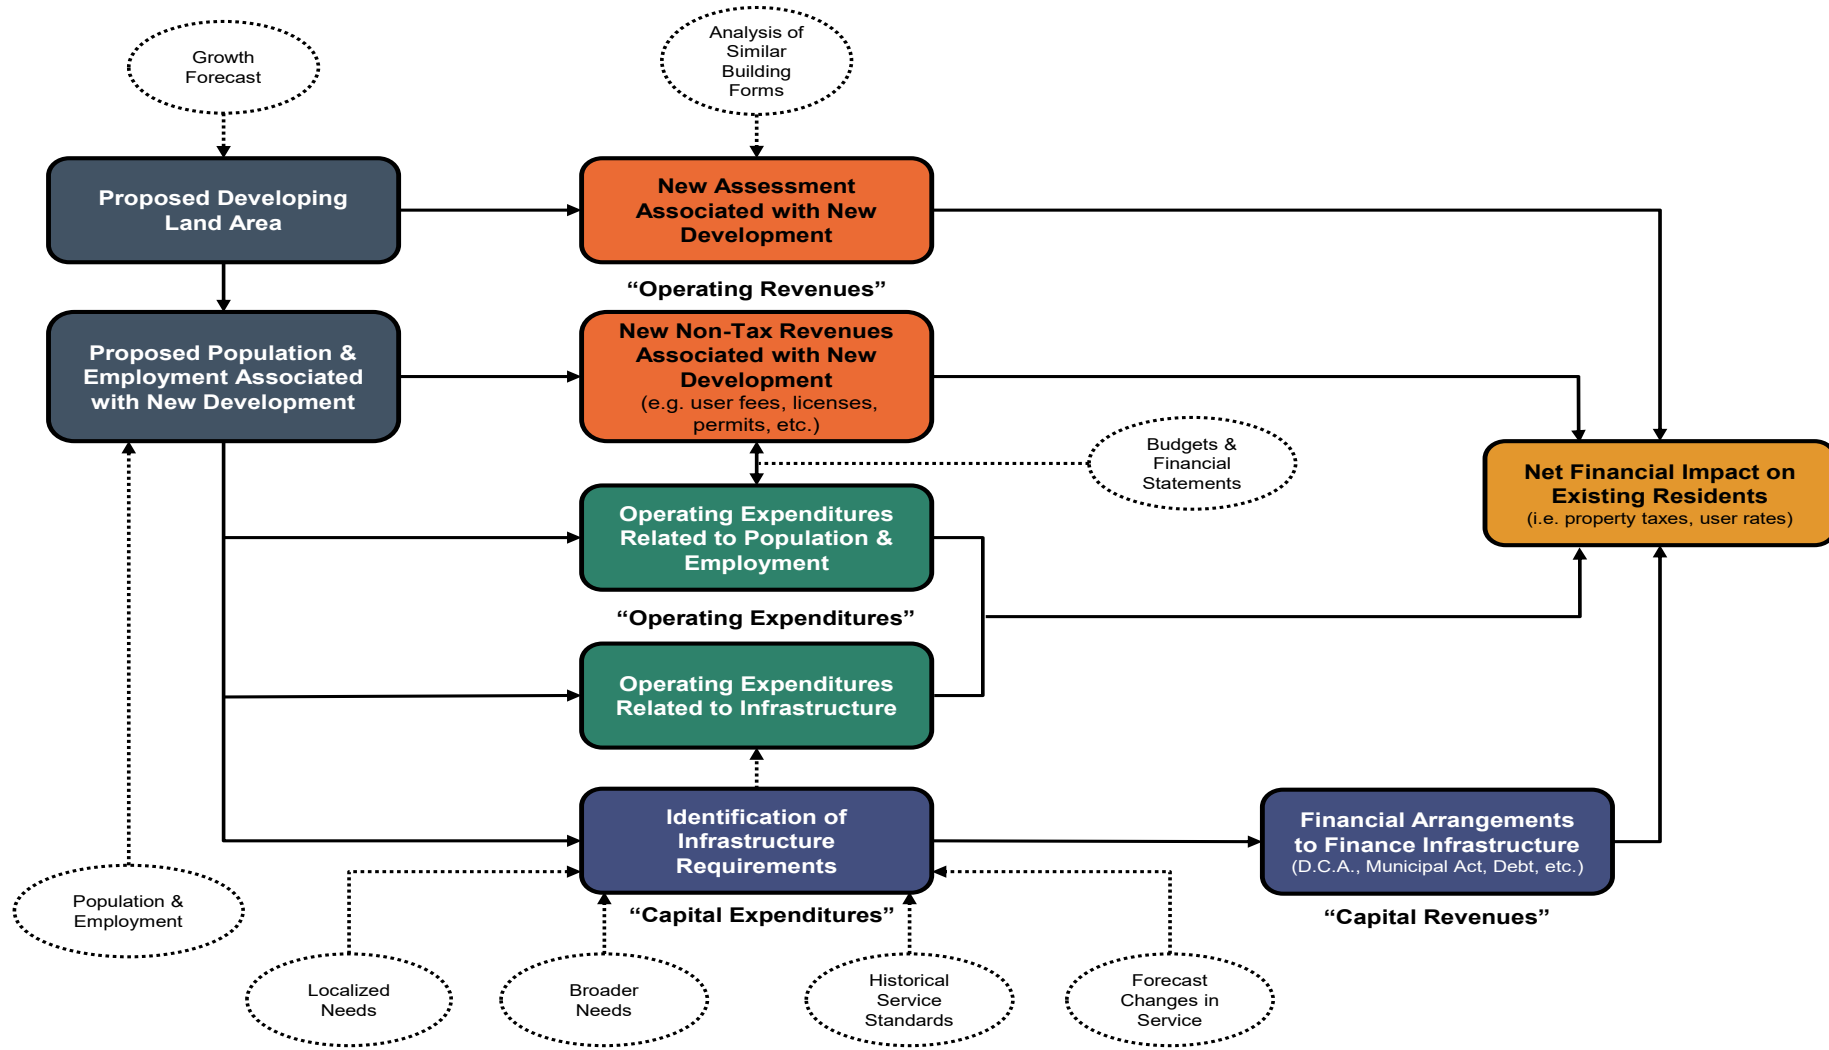 Growth
Forecast
Analysis of
Similar
Building
Forms
Proposed Developing
Land Area
New Assessment
Associated with New
Development
“Operating Revenues”
Proposed Population &
Employment Associated
with New Development
New Non-Tax Revenues
Associated with New
Development
(e.g. user fees, licenses,
permits, etc.)
Budgets &
Financial
Statements
Net Financial Impact on
Existing Residents
(i.e. property taxes, user rates)
Operating Expenditures
Related to Population &
Employment
“Operating Expenditures”
Operating Expenditures
Related to Infrastructure
Identification of
Infrastructure
Requirements
“Capital Expenditures”
Financial Arrangements
to Finance Infrastructure
(D.C.A., Municipal Act, Debt, etc.)
“Capital Revenues”
Population &
Employment
Localized
Needs
Broader
Needs
Historical
Service
Standards
Forecast
Changes in
Service